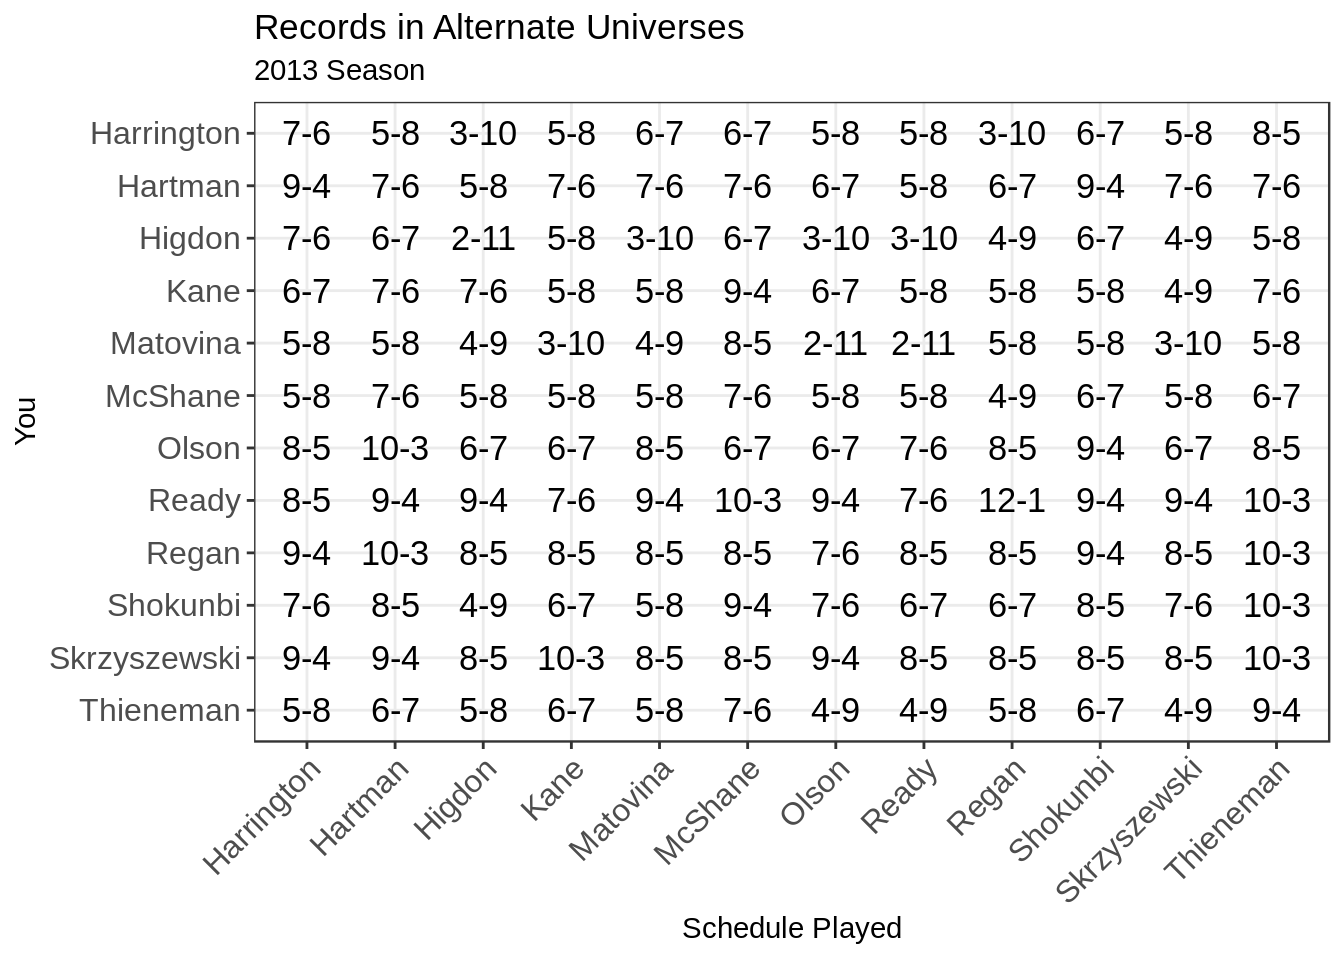 Records in Alternate Universes
2013 Season
Harrington 7-6 5-8 3-10 5-8 6-7 6-7 5-8 5-8 3-10 6-7 5-8 8-5
Hartman 9-4 7-6 5-8 7-6 7-6 7-6 6-7 5-8 6-7 9-4 7-6 7-6
Higdon 7-6 6-7 2-11 5-8 3-10 6-7 3-10 3-10 4-9 6-7 4-9 5-8
Kane 6-7 7-6 7-6 5-8 5-8 9-4 6-7 5-8 5-8 5-8 4-9 7-6
Matovina 5-8 5-8 4-9 3-10 4-9 8-5 2-11 2-11 5-8 5-8 3-10 5-8
McShane 5-8 7-6 5-8 5-8 5-8 7-6 5-8 5-8 4-9 6-7 5-8 6-7
You
Olson 8-5 10-3 6-7 6-7 8-5 6-7 6-7 7-6 8-5 9-4 6-7 8-5
Ready 8-5 9-4 9-4 7-6 9-4 10-3 9-4 7-6 12-1 9-4 9-4 10-3
Regan 9-4 10-3 8-5 8-5 8-5 8-5 7-6 8-5 8-5 9-4 8-5 10-3
Shokunbi 7-6 8-5 4-9 6-7 5-8 9-4 7-6 6-7 6-7 8-5 7-6 10-3
Skrzyszewski 9-4 9-4 8-5 10-3 8-5 8-5 9-4 8-5 8-5 8-5 8-5 10-3
Thieneman 5-8 6-7 5-8 6-7 5-8 7-6 4-9 4-9 5-8 6-7 4-9 9-4
Harrington Hartman Higdon Kane Matovina McShane Olson Ready Regan Shokunbi Skrzyszewski Thieneman
Schedule Played